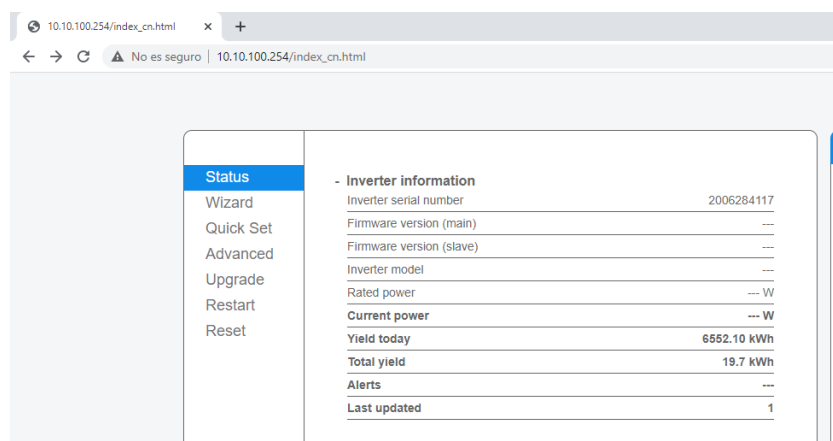 10.10.100.254/index_cn.html
No es seguro | 10.10.100.254/index_cn.html
Status
Wizard
Quick Set
Advanced
Upgrade
Restart
Reset
- Inverter information
Inverter serial number 2006284117
Firmware version (main) ---
Firmware version (slave) ---
Inverter model ---
Rated power --- W
Current power --- W
Yield today 6552.10 kWh
Total yield 19.7 kWh
Alerts ---
Last updated 1